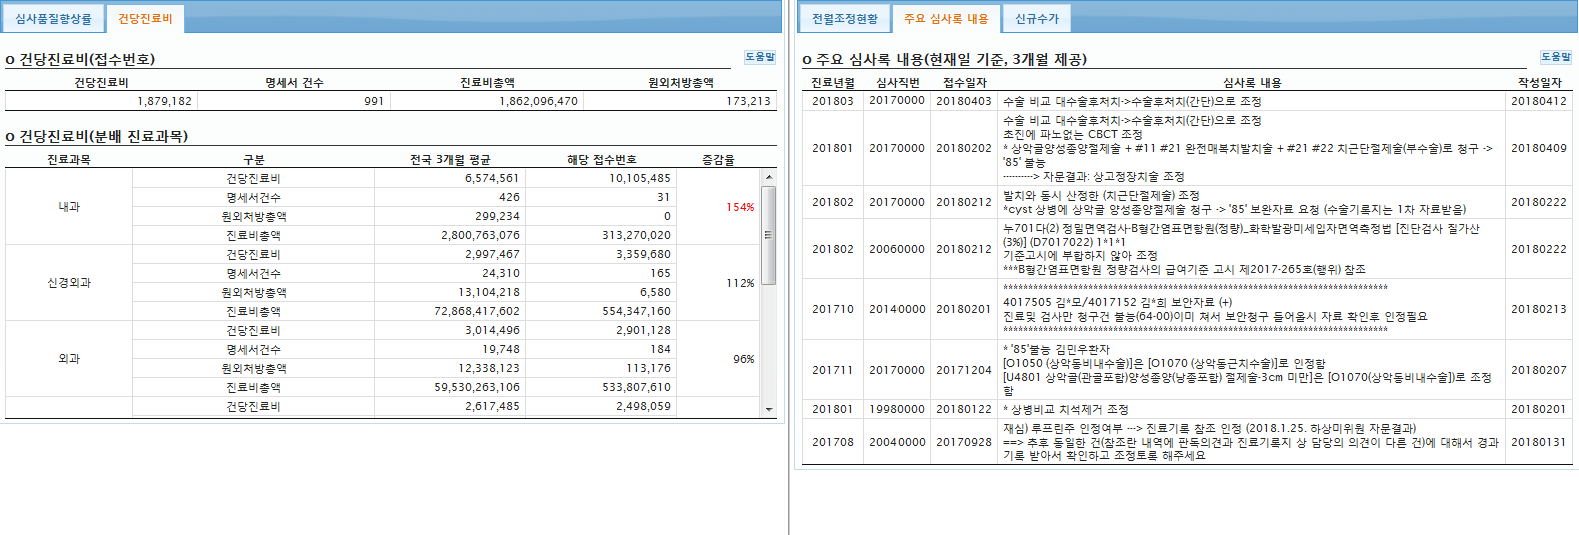 심사품질향상률 건당진료비
o 건당진료비(접수번호) 도움말
건당진료비 명세서 건수 진료비총액 원외처방총액
1,879,182 991 1,862,096,470 173,213
o 건당진료비(분배 진료과목)
진료과목 구분 전국 3개월 평균 해당 접수번호 증감율
내과 건당진료비 6,574,561 10,105,485 154%
명세서건수 426 31
원외처방총액 299,234 0
진료비총액 2,800,763,076 313,270,020
신경외과 건당진료비 2,997,467 3,359,680 112%
명세서건수 24,310 165
원외처방총액 13,104,218 6,580
진료비총액 72,868,417,602 554,347,160
외과 건당진료비 3,014,496 2,901,128 96%
명세서건수 19,748 184
원외처방총액 12,338,123 113,176
진료비총액 59,530,263,106 533,807,610
건당진료비 2,617,485 2,498,059
전월조정현황 주요 심사록 내용 신규수가
o 주요 심사록 내용(현재일 기준, 3개월 제공) 도움말
진료년월 심사직번 접수일자 심사록 내용 작성일자
201803 20170000 20180403 수술 비교 대수술후처치->수술후처치(간단)으로 조정 20180412
201801 20170000 20180202 수술 비교 대수술후처치->수술후처치(간단)으로 조정 20180409
초진에 파노없는 CBCT 조정
* 상악골양성종양절제술 + #11 #21 완전매복치발치술 + #21 #22 치근단절제술(부수술)로 청구 ->
'85' 불능
----------> 자문결과: 상고정장치술 조정
201802 20170000 20180212 발치와 동시 산정한 (치근단절제술) 조정 20180222
*cyst 상병에 상악골 양성종양절제술 청구 -> '85' 보완자료 요청 (수술기록지는 1차 자료받음)
201802 20060000 20180212 누701다(2) 정밀면역검사-B형간염표면항원(정량)_화학발광미세입자면역측정법 [진단검사 질가산 20180222
(3%)] (D7017022) 1*1*1
기준고시에 부합하지 않아 조정
***B형간염표면항원 정량검사의 급여기준 고시 제2017-265호(행위) 참조
201710 20140000 20180201 ***************************************************************************** 20180213
4017505 김*모/4017152 김*희 보안자료 (+)
진료및 검사만 청구건 불능(64-00)이미 쳐서 보안청구 들어올시 자료 확인후 인정필요
*****************************************************************************
201711 20170000 20171204 * '85'불능 김민우환자 20180207
[O1050 (상악동비내수술)]은 [O1070 (상악동근치수술)]로 인정함
[U4801 상악골(관골포함)양성종양(낭종포함) 절제술-3cm 미만]은 [O1070(상악동비내수술])로 조정
함
201801 19980000 20180122 * 상병비교 치석제거 조정 20180201
201708 20040000 20170928 재심) 루프린주 인정여부 ---> 진료기록 참조 인정 (2018.1.25. 하상미위원 자문결과) 20180131
==> 추후 동일한 건(참조란 내역에 판독의견과 진료기록지 상 담당의 의견이 다른 건)에 대해서 경과
기록 받아서 확인하고 조정토록 해주세요